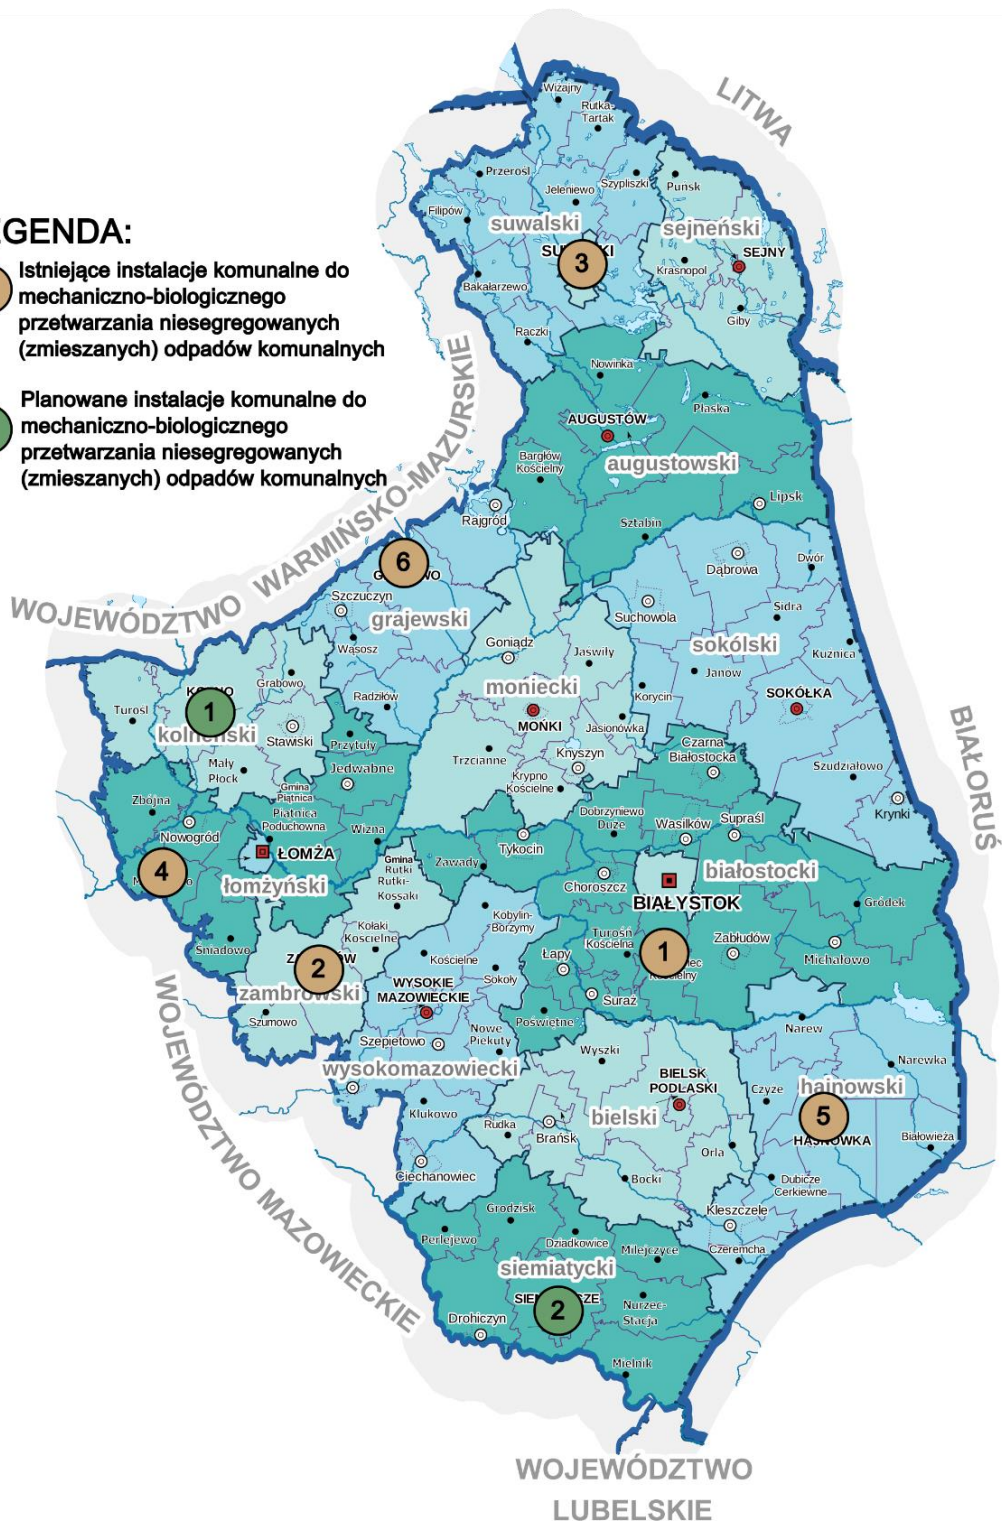 LITWA
Wiżajny
Rutka-
Tartak
Przerośl
Szypliszki
Puńsk
Jeleniewo
Filipów
suwalski
sejneński
SEJNY
3
Krasnopol
Bakałarzewo
Giby
Raczki
GENDA:
Istniejące instalacje komunalne do
mechaniczno-biologicznego
przetwarzania niesegregowanych
(zmieszanych) odpadów komunalnych
Planowane instalacje komunalne do
mechaniczno-biologicznego
przetwarzania niesegregowanych
(zmieszanych) odpadów komunalnych
Nowinka
Płaska
AUGUSTÓW
augustowski
Bargłów
Kościelny
Lipsk
Sztabin
Rajgród
WOJEWÓDZTWO WARMIŃSKO-MAZURSKIE
6
Szczuczyn
grajewski
Wąsosz
Radziłów
Dąbrowa
Dwór
Suchowola
Sidra
sokólski
Kuźnica
Janów
Korycin
SOKÓŁKA
Szudziałowo
Krynki
BIAŁORUŚ
Goniądz
Jaświły
moniecki
MOŃKI
Jasionówka
Trzcianne
Knyszyn
Krypno
Kościelne
Grabowo
Turośl
1
kolneński
Stawiski
Mały
Płock
Przytuły
Jedwabne
Zbójna
Gmina
Piątnica
Piątnica
Poduchowna
Nowogród
Wizna
ŁOMŻA
4
łomżyński
Śniadowo
Czarna
Białostocka
Dobrzyniewo
Duże
Wasilków
Supraśl
Tykocin
Zawady
Choroszcz
białostocki
BIAŁYSTOK
Gródek
Turośń
Kościelna
1
Zabłudów
Michałowo
Łapy
Suraż
Poświętne
Gmina
Rutki
Rutki-
Kossaki
Kołaki
Kościelne
2
zambrowski
Szumowo
Kobylin-
Borzymy
Kościelne
Sokoły
WYSOKIE
MAZOWIECKIE
Nowe
Piekuty
Szepietowo
wysokomazowiecki
Klukowo
Ciechanowiec
WOJEWÓDZTWO MAZOWIECKIE
Wyszki
BIELSK
PODLASKI
bielski
Rudka
Brańsk
Orla
Boćki
Narew
Narewka
Czyże
hajnowski
5
HAJNÓWKA
Białowieża
Dubicze
Cerkiewne
Kleszczele
Czeremcha
Grodzisk
Perlejewo
Dziadkowice
Milejczyce
siemiatycki
2
Nurzec-
Stacja
Drohiczyn
Mielnik
WOJEWÓDZTWO
LUBELSKIE